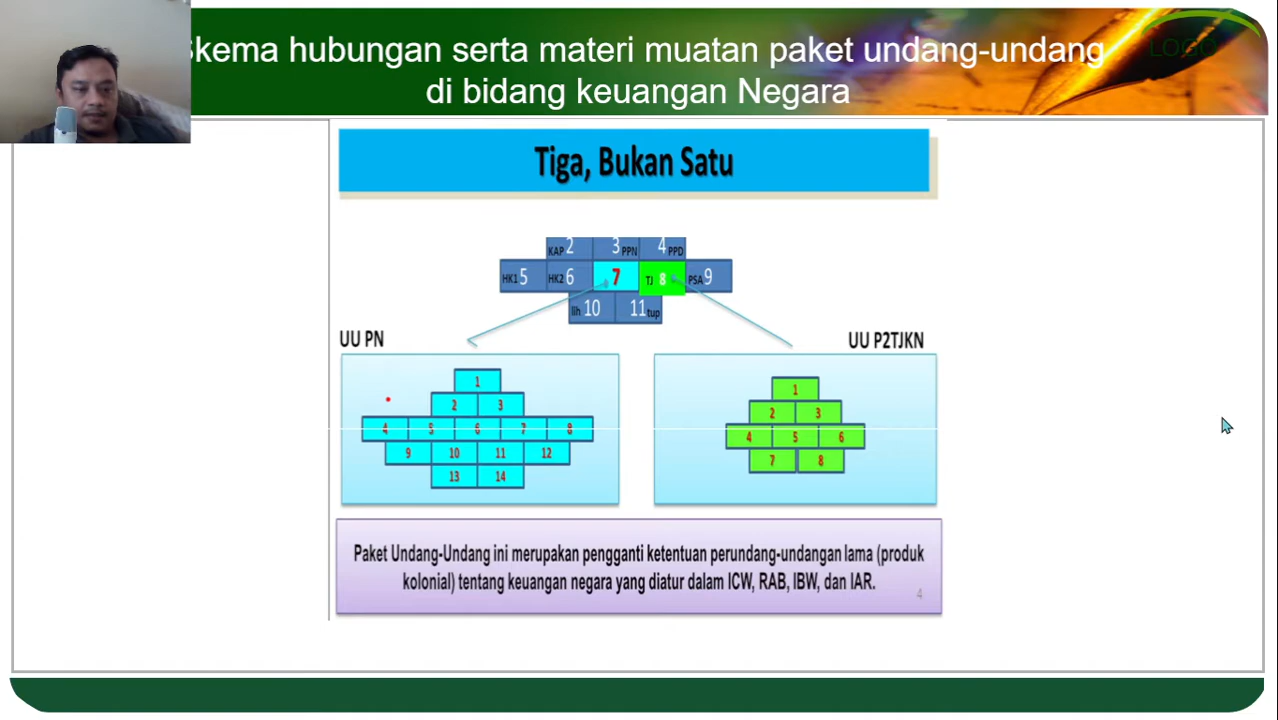 Skema hubungan serta materi muatan paket undang-undang
di bidang keuangan Negara
LOGO
Tiga, Bukan Satu
KAP 2 3 PPN 4 PPD
HK1 5 HK2 6 7 TJ 8 PSA 9
lih 10 11 tup
UU PN
UU P2TJKN
1
2 3
4 5 6 7 8
9 10 11 12
13 14
1
2 3
4 5 6
7 8
Paket Undang-Undang ini merupakan pengganti ketentuan perundang-undangan lama (produk
kolonial) tentang keuangan negara yang diatur dalam ICW, RAB, IBW, dan IAR.
4